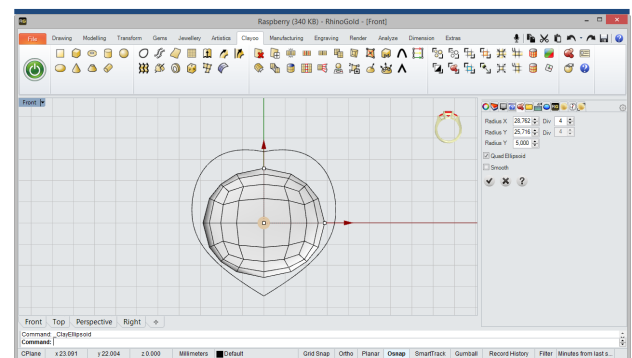 Raspberry (340 KB) - RhinoGold - [Front]
File Drawing Modelling Transform Gems Jewellery Artistics Clayoo Manufacturing Engraving Render Analyze Dimension Extras
Front
Radius X 28,762 Div 4
Radius Y 25,716 Div 4
Radius Y 5,000
Quad Ellipsoid
Smooth
Front Top Perspective Right
Command: _ClayEllipsoid
Command:
CPlane x 23.091 y 22.004 z 0.000 Millimeters Default Grid Snap Ortho Planar Osnap SmartTrack Gumball Record History Filter Minutes from last s...